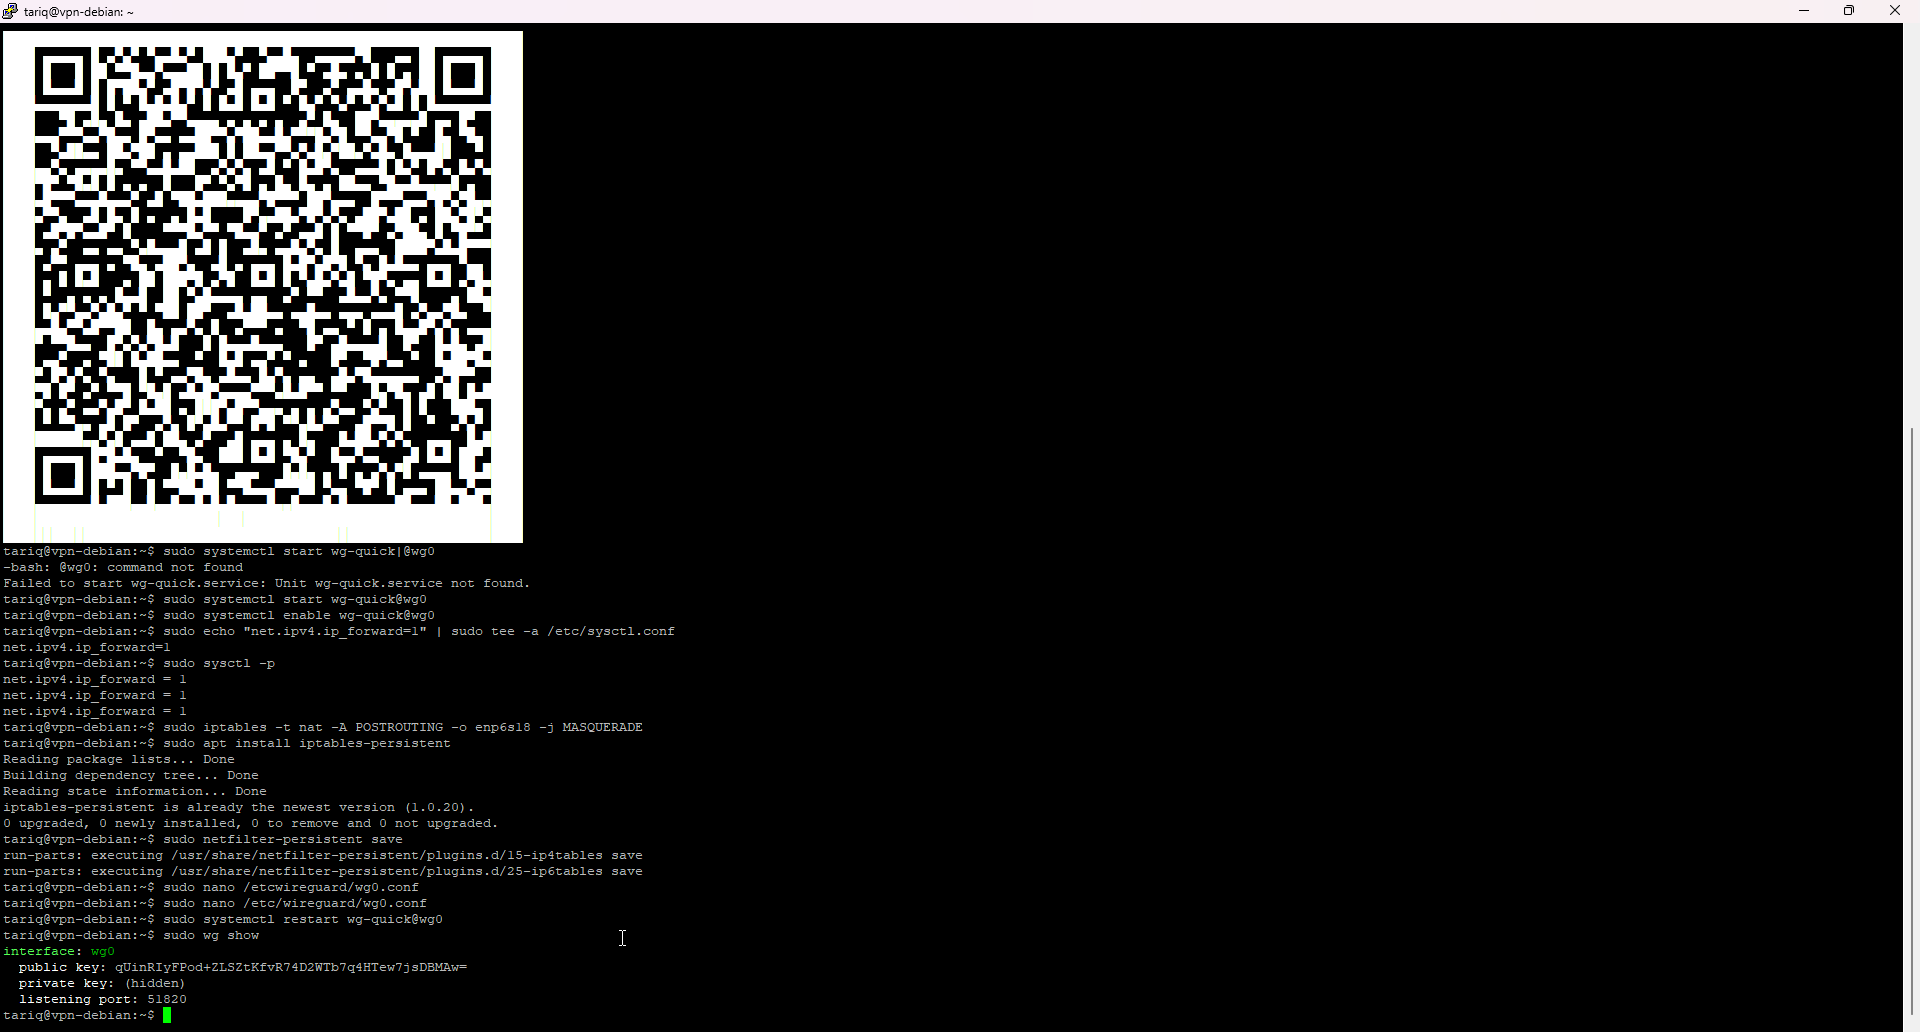 tariq@vpn-debian: ~
tariq@vpn-debian:~$ sudo systemctl start wg-quick|@wg0
-bash: @wg0: command not found
Failed to start wg-quick.service: Unit wg-quick.service not found.
tariq@vpn-debian:~$ sudo systemctl start wg-quick@wg0
tariq@vpn-debian:~$ sudo systemctl enable wg-quick@wg0
tariq@vpn-debian:~$ sudo echo "net.ipv4.ip_forward=1" | sudo tee -a /etc/sysctl.conf
net.ipv4.ip_forward=1
tariq@vpn-debian:~$ sudo sysctl -p
net.ipv4.ip_forward = 1
net.ipv4.ip_forward = 1
net.ipv4.ip_forward = 1
tariq@vpn-debian:~$ sudo iptables -t nat -A POSTROUTING -o enp6s18 -j MASQUERADE
tariq@vpn-debian:~$ sudo apt install iptables-persistent
Reading package lists... Done
Building dependency tree... Done
Reading state information... Done
iptables-persistent is already the newest version (1.0.20).
0 upgraded, 0 newly installed, 0 to remove and 0 not upgraded.
tariq@vpn-debian:~$ sudo netfilter-persistent save
run-parts: executing /usr/share/netfilter-persistent/plugins.d/15-ip4tables save
run-parts: executing /usr/share/netfilter-persistent/plugins.d/25-ip6tables save
tariq@vpn-debian:~$ sudo nano /etcwireguard/wg0.conf
tariq@vpn-debian:~$ sudo nano /etc/wireguard/wg0.conf
tariq@vpn-debian:~$ sudo systemctl restart wg-quick@wg0
tariq@vpn-debian:~$ sudo wg show
interface: wg0
public key: qUinRIyFPod+ZLSZtKfvR74D2WTb7q4HTew7jsDBMAw=
private key: (hidden)
listening port: 51820
tariq@vpn-debian:~$